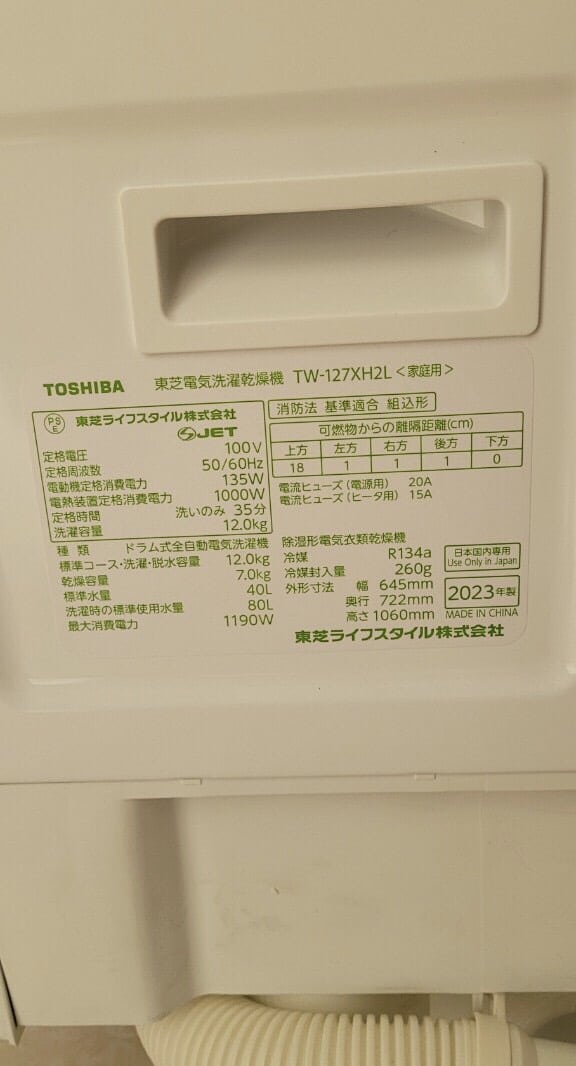 TOSHIBA 東芝電気洗濯乾燥機 TW-127XH2L＜家庭用＞
PSE 東芝ライフスタイル株式会社
SJET
定格電圧 100V
定格周波数 50/60Hz
電動機定格消費電力 135W
電熱装置定格消費電力 1000W
定格時間 洗いのみ 35分
洗濯容量 12.0kg
種 類 ドラム式全自動電気洗濯機
標準コース・洗濯・脱水容量 12.0kg
乾燥容量 7.0kg
標準水量 40L
洗濯時の標準使用水量 80L
最大消費電力 1190W
消防法 基準適合 組込形
可燃物からの離隔距離(cm)
上方 左方 右方 後方 下方
18 1 1 1 0
電流ヒューズ（電源用） 20A
電流ヒューズ（ヒータ用） 15A
除湿形電気衣類乾燥機
冷媒 R134a
冷媒封入量 260g
外形寸法 幅 645mm
奥行 722mm
高さ 1060mm
日本国内専用
Use Only in Japan
2023年製
MADE IN CHINA
東芝ライフスタイル株式会社